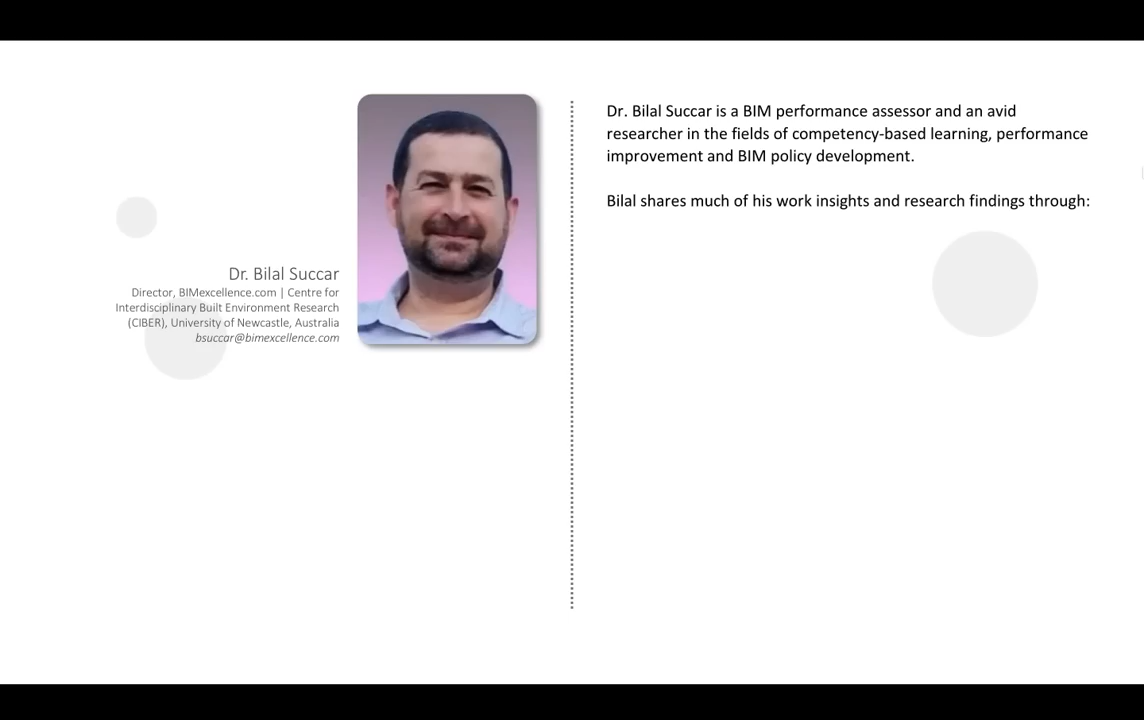 Dr. Bilal Succar
Director, BIMexcellence.com | Centre for
Interdisciplinary Built Environment Research
(CIBER), University of Newcastle, Australia
bsuccar@bimexcellence.com
Dr. Bilal Succar is a BIM performance assessor and an avid
researcher in the fields of competency-based learning, performance
improvement and BIM policy development.
Bilal shares much of his work insights and research findings through: